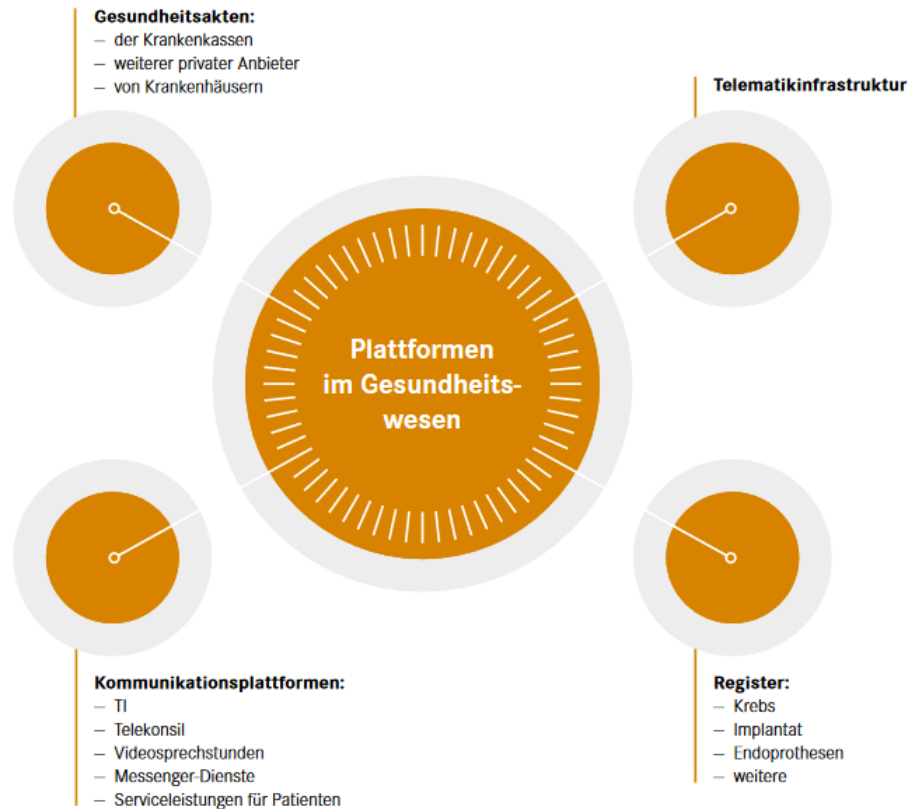 Gesundheitsakten:
– der Krankenkassen
– weiterer privater Anbieter
– von Krankenhäusern
Telematikinfrastruktur
Plattformen
im Gesundheits-
wesen
Kommunikationsplattformen:
– TI
– Telekonsil
– Videosprechstunden
– Messenger-Dienste
– Serviceleistungen für Patienten
Register:
– Krebs
– Implantat
– Endoprothesen
– weitere